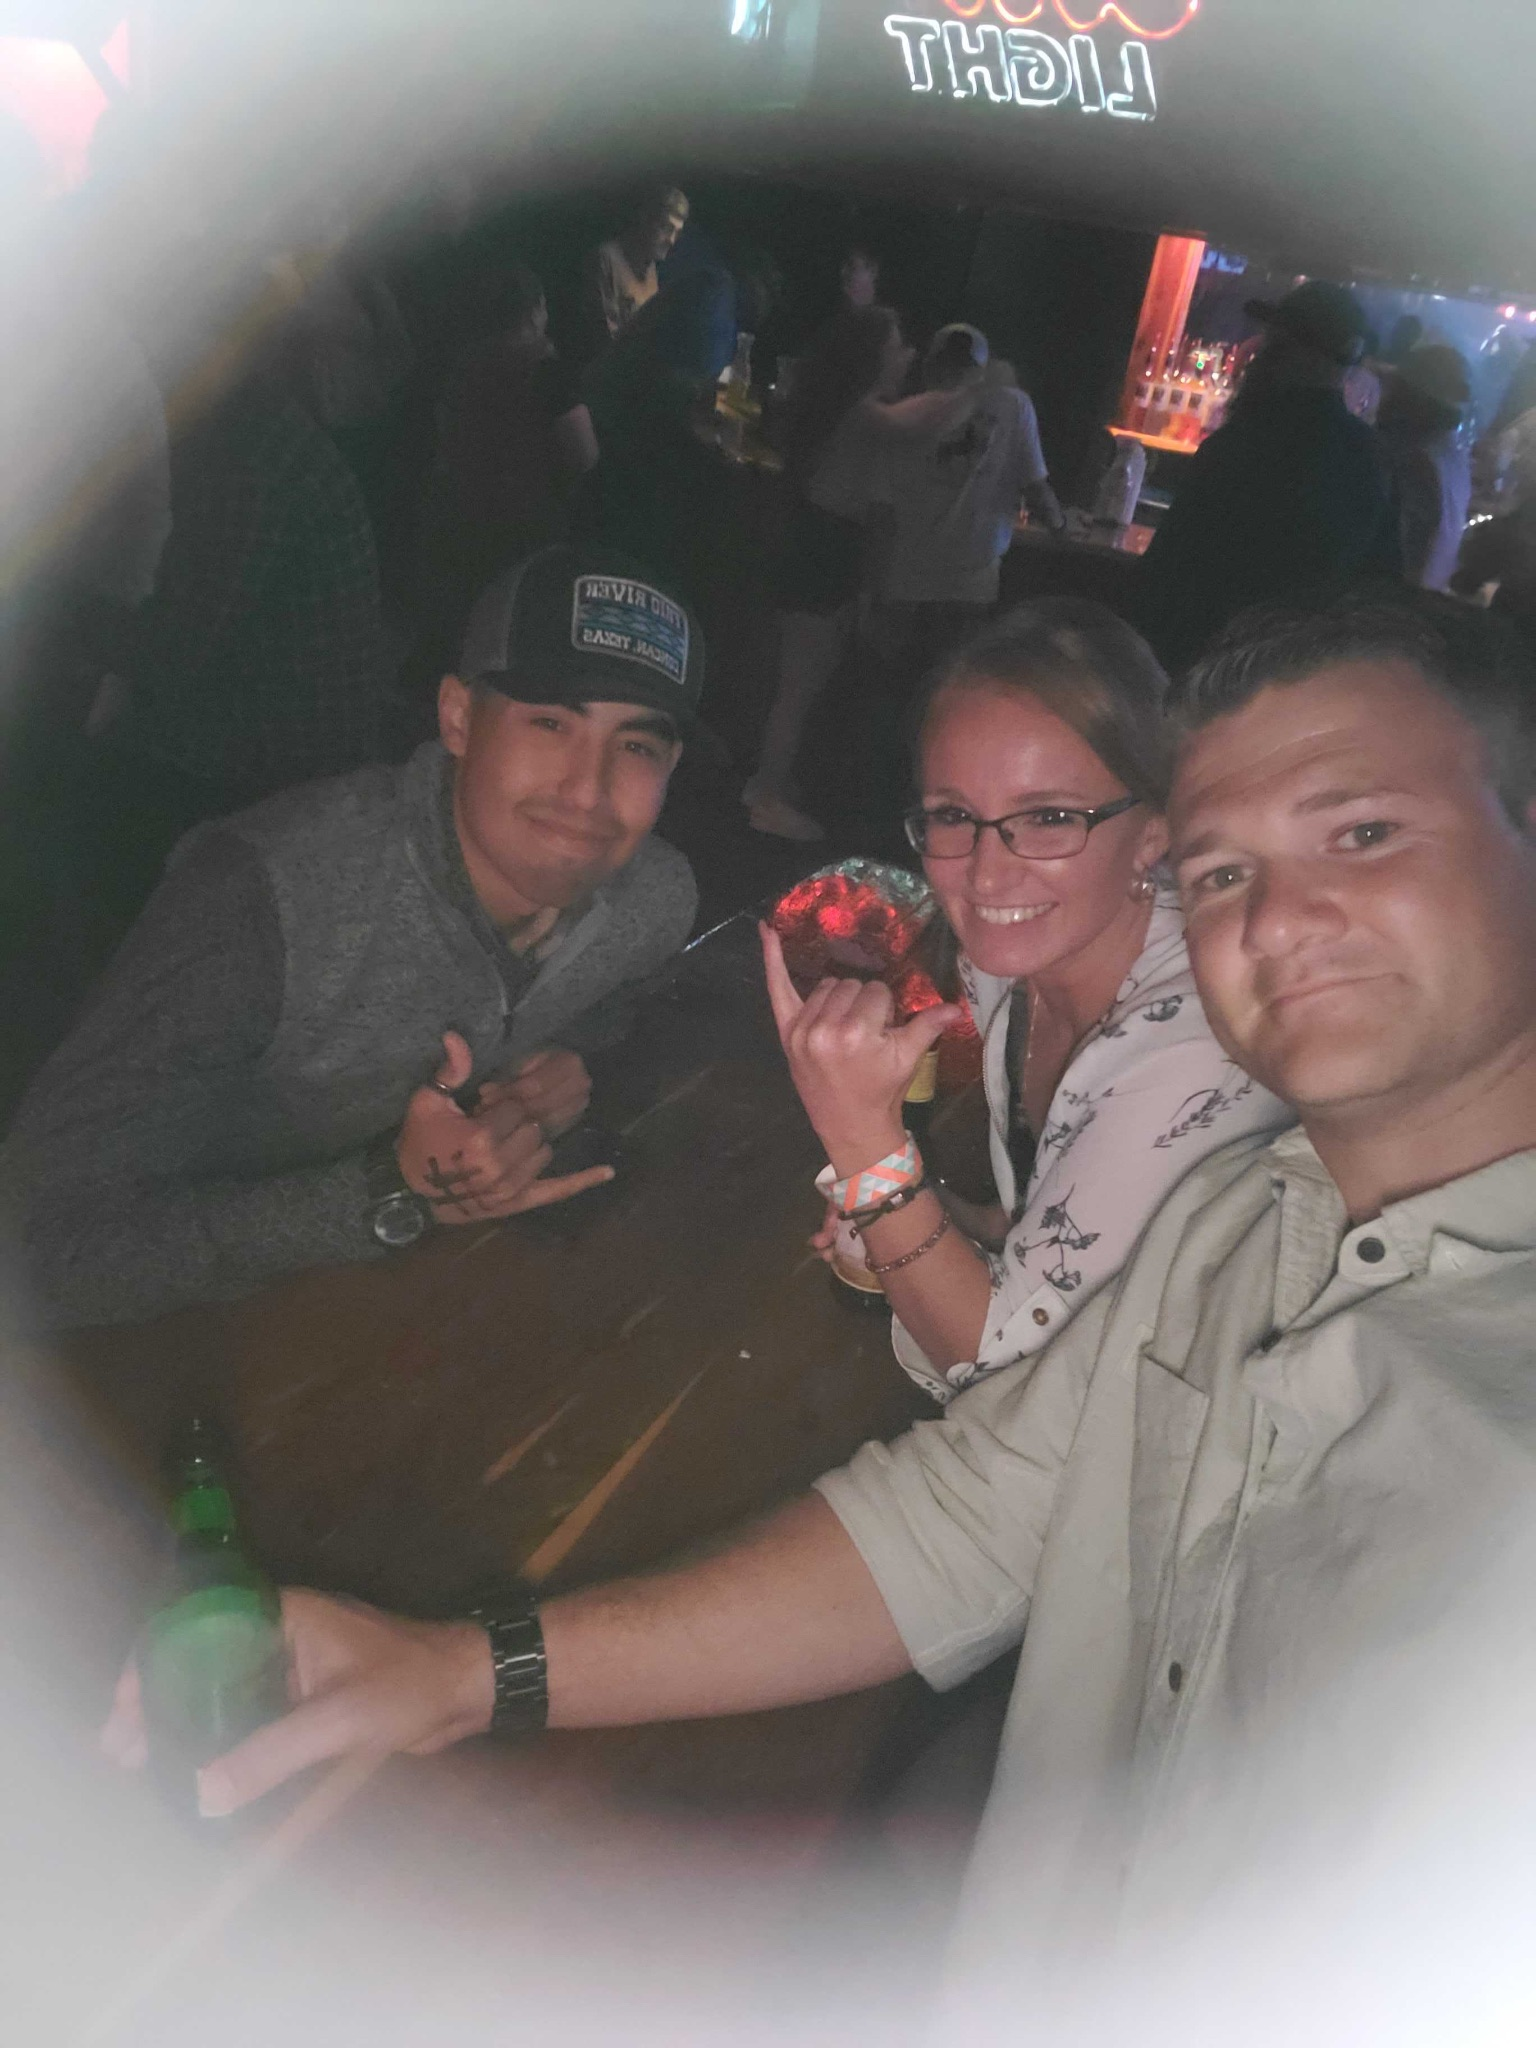 LIGHT
FRIO RIVER
CONCAN, TEXAS